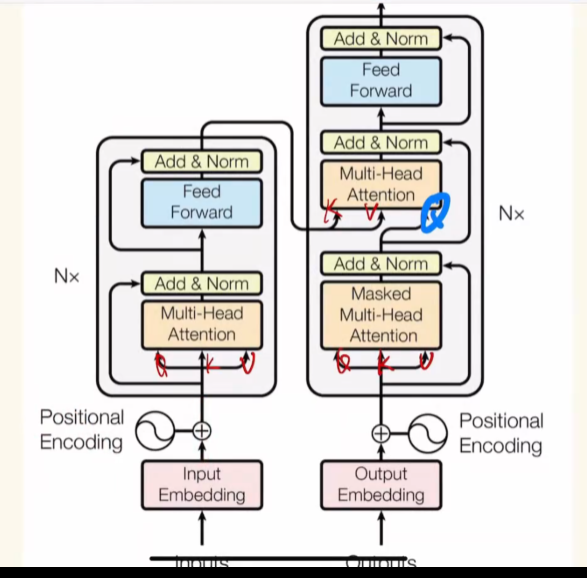 Add & Norm
Feed
Forward
Add & Norm
Multi-Head
Attention
K V Q
Nx
Add & Norm
Masked
Multi-Head
Attention
Q K V
Positional
Encoding
Output
Embedding
Outputs
Add & Norm
Feed
Forward
Nx
Add & Norm
Multi-Head
Attention
Q K V
Positional
Encoding
Input
Embedding
Inputs